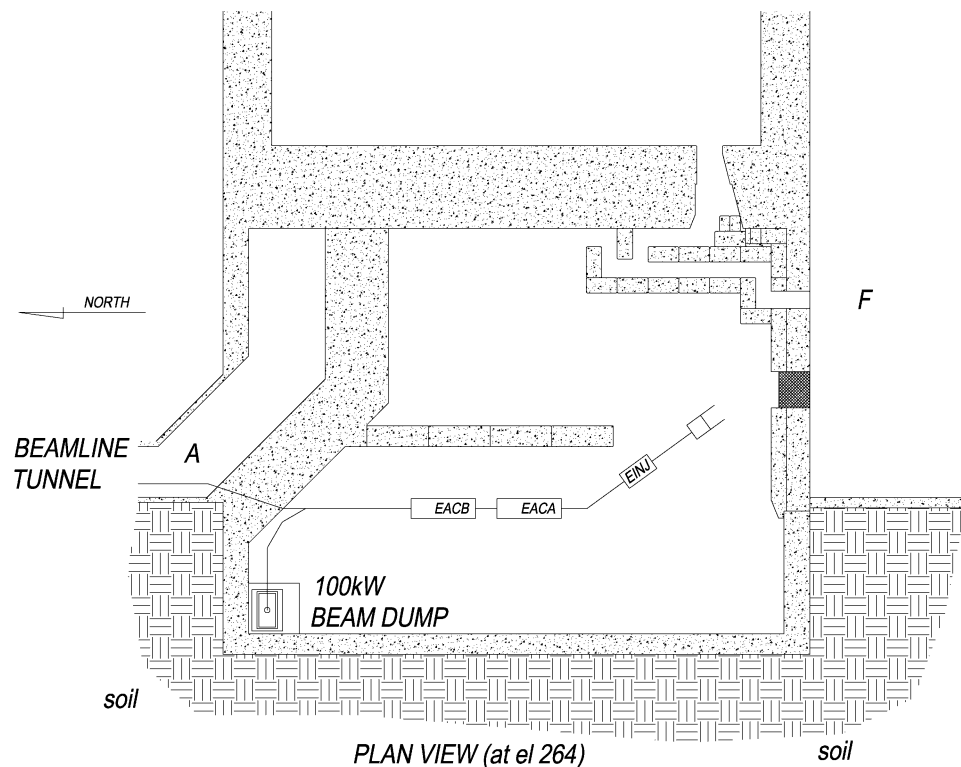 NORTH
F
BEAMLINE
TUNNEL
A
EINJ
EACB
EACA
100kW
BEAM DUMP
soil
PLAN VIEW (at el 264)
soil